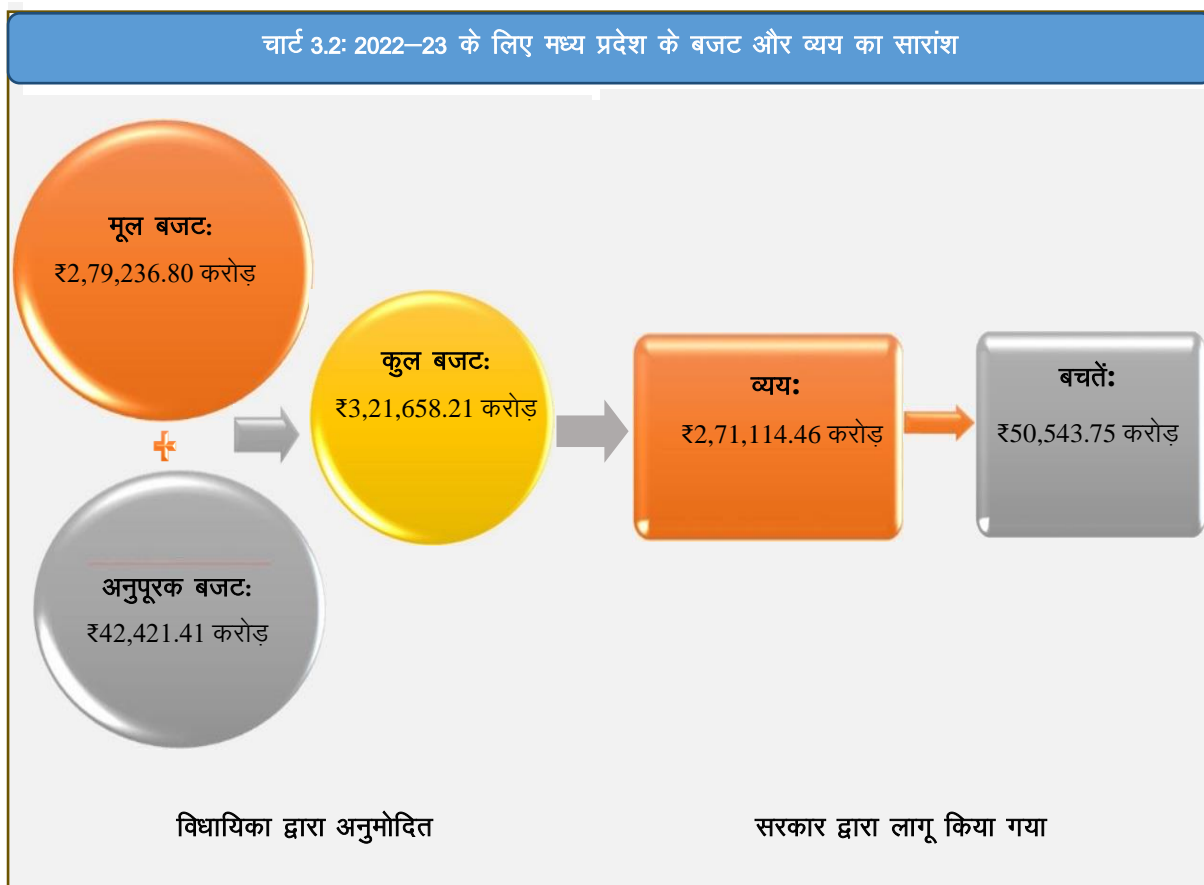 चार्ट 3.2: 2022–23 के लिए मध्य प्रदेश के बजट और व्यय का सारांश
मूल बजट:
₹2,79,236.80 करोड़
अनुपूरक बजट:
₹42,421.41 करोड़
कुल बजट:
₹3,21,658.21 करोड़
व्यय:
₹2,71,114.46 करोड़
बचतें:
₹50,543.75 करोड़
विधायिका द्वारा अनुमोदित
सरकार द्वारा लागू किया गया